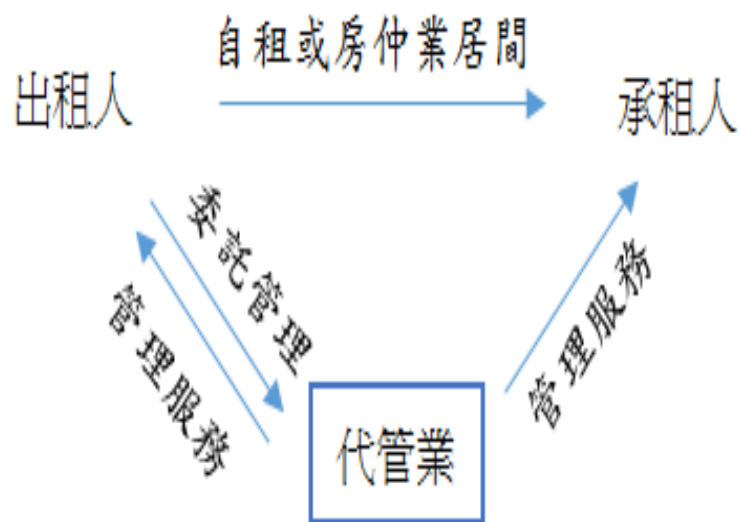 自租或房仲業居間
出租人
承租人
委託管理
管理服務
管理服務
代管業